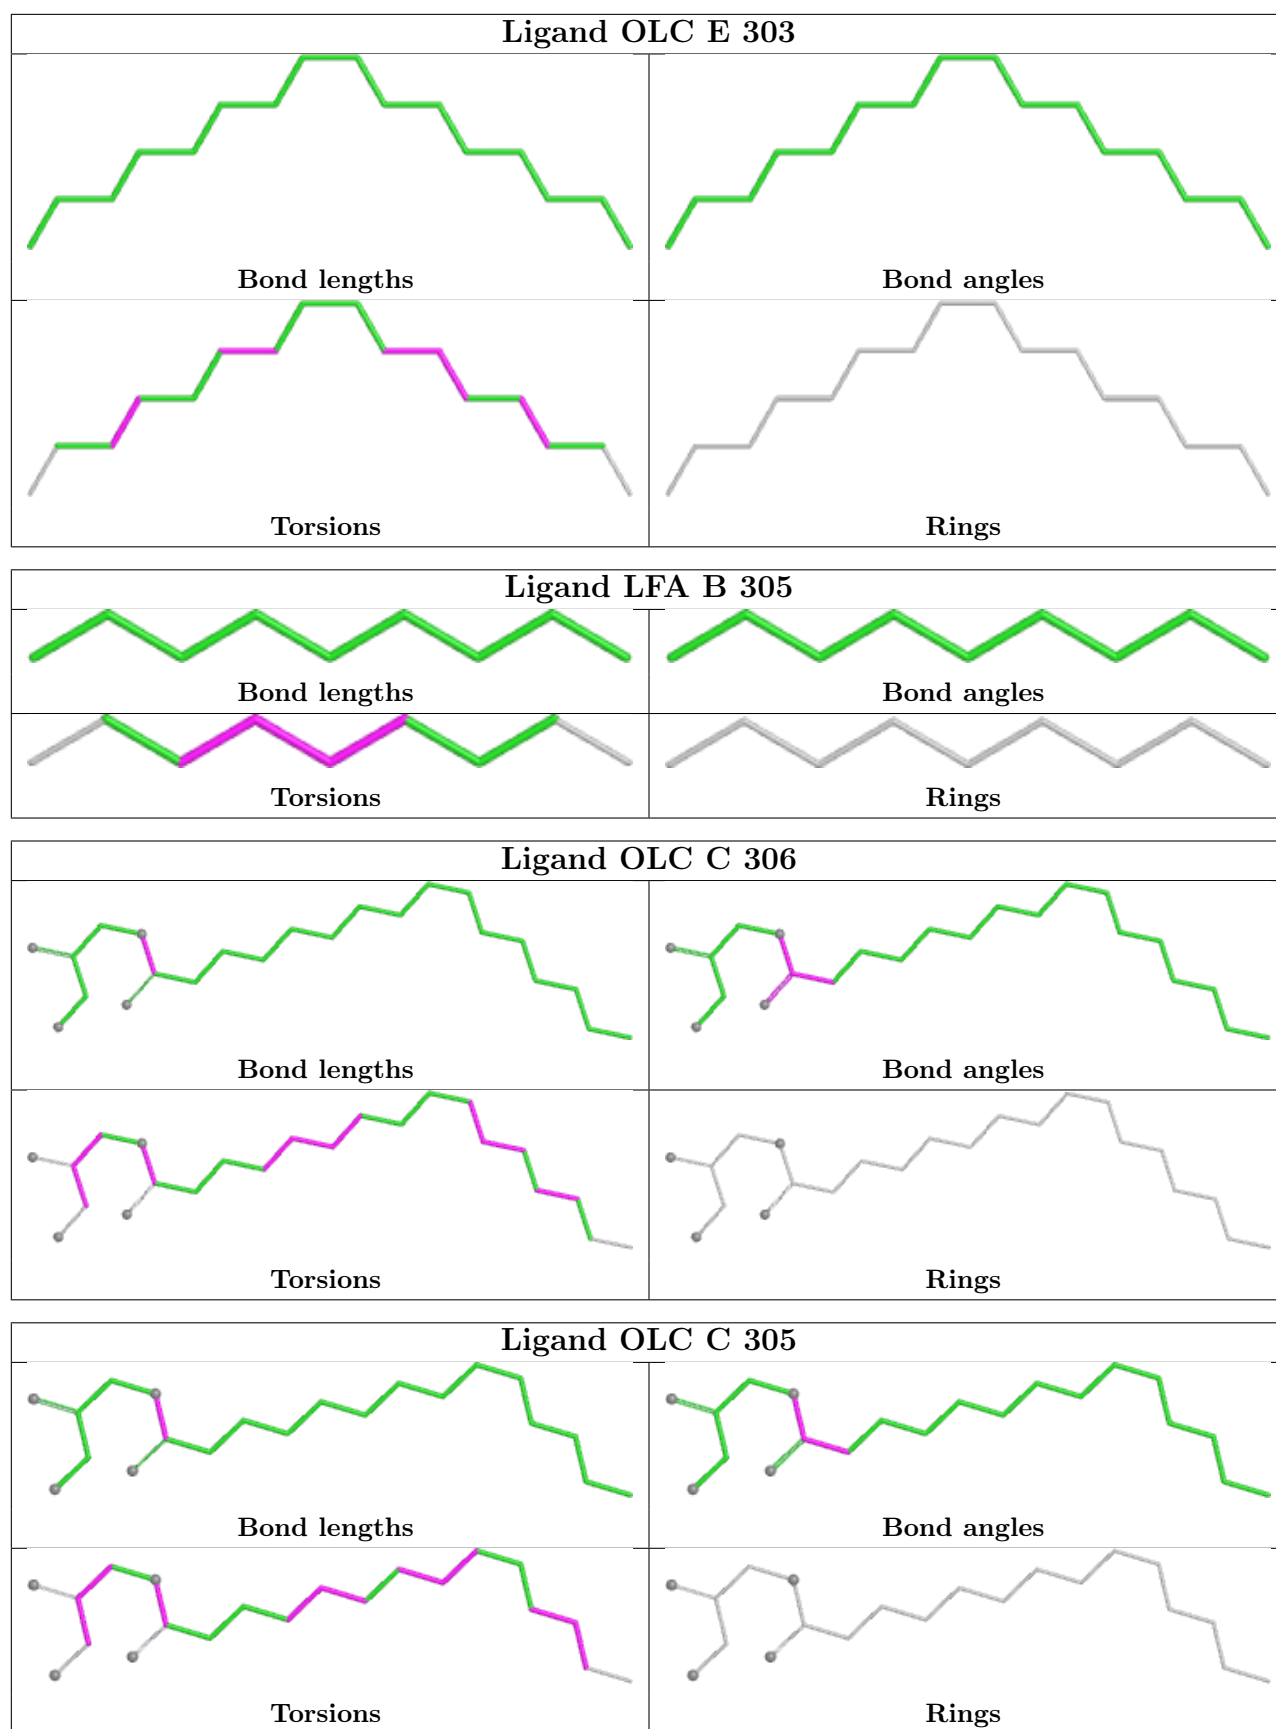 Ligand OLC E 303
Bond lengths Bond angles
Torsions Rings
Ligand LFA B 305
Bond lengths Bond angles
Torsions Rings
Ligand OLC C 306
Bond lengths Bond angles
Torsions Rings
Ligand OLC C 305
Bond lengths Bond angles
Torsions Rings